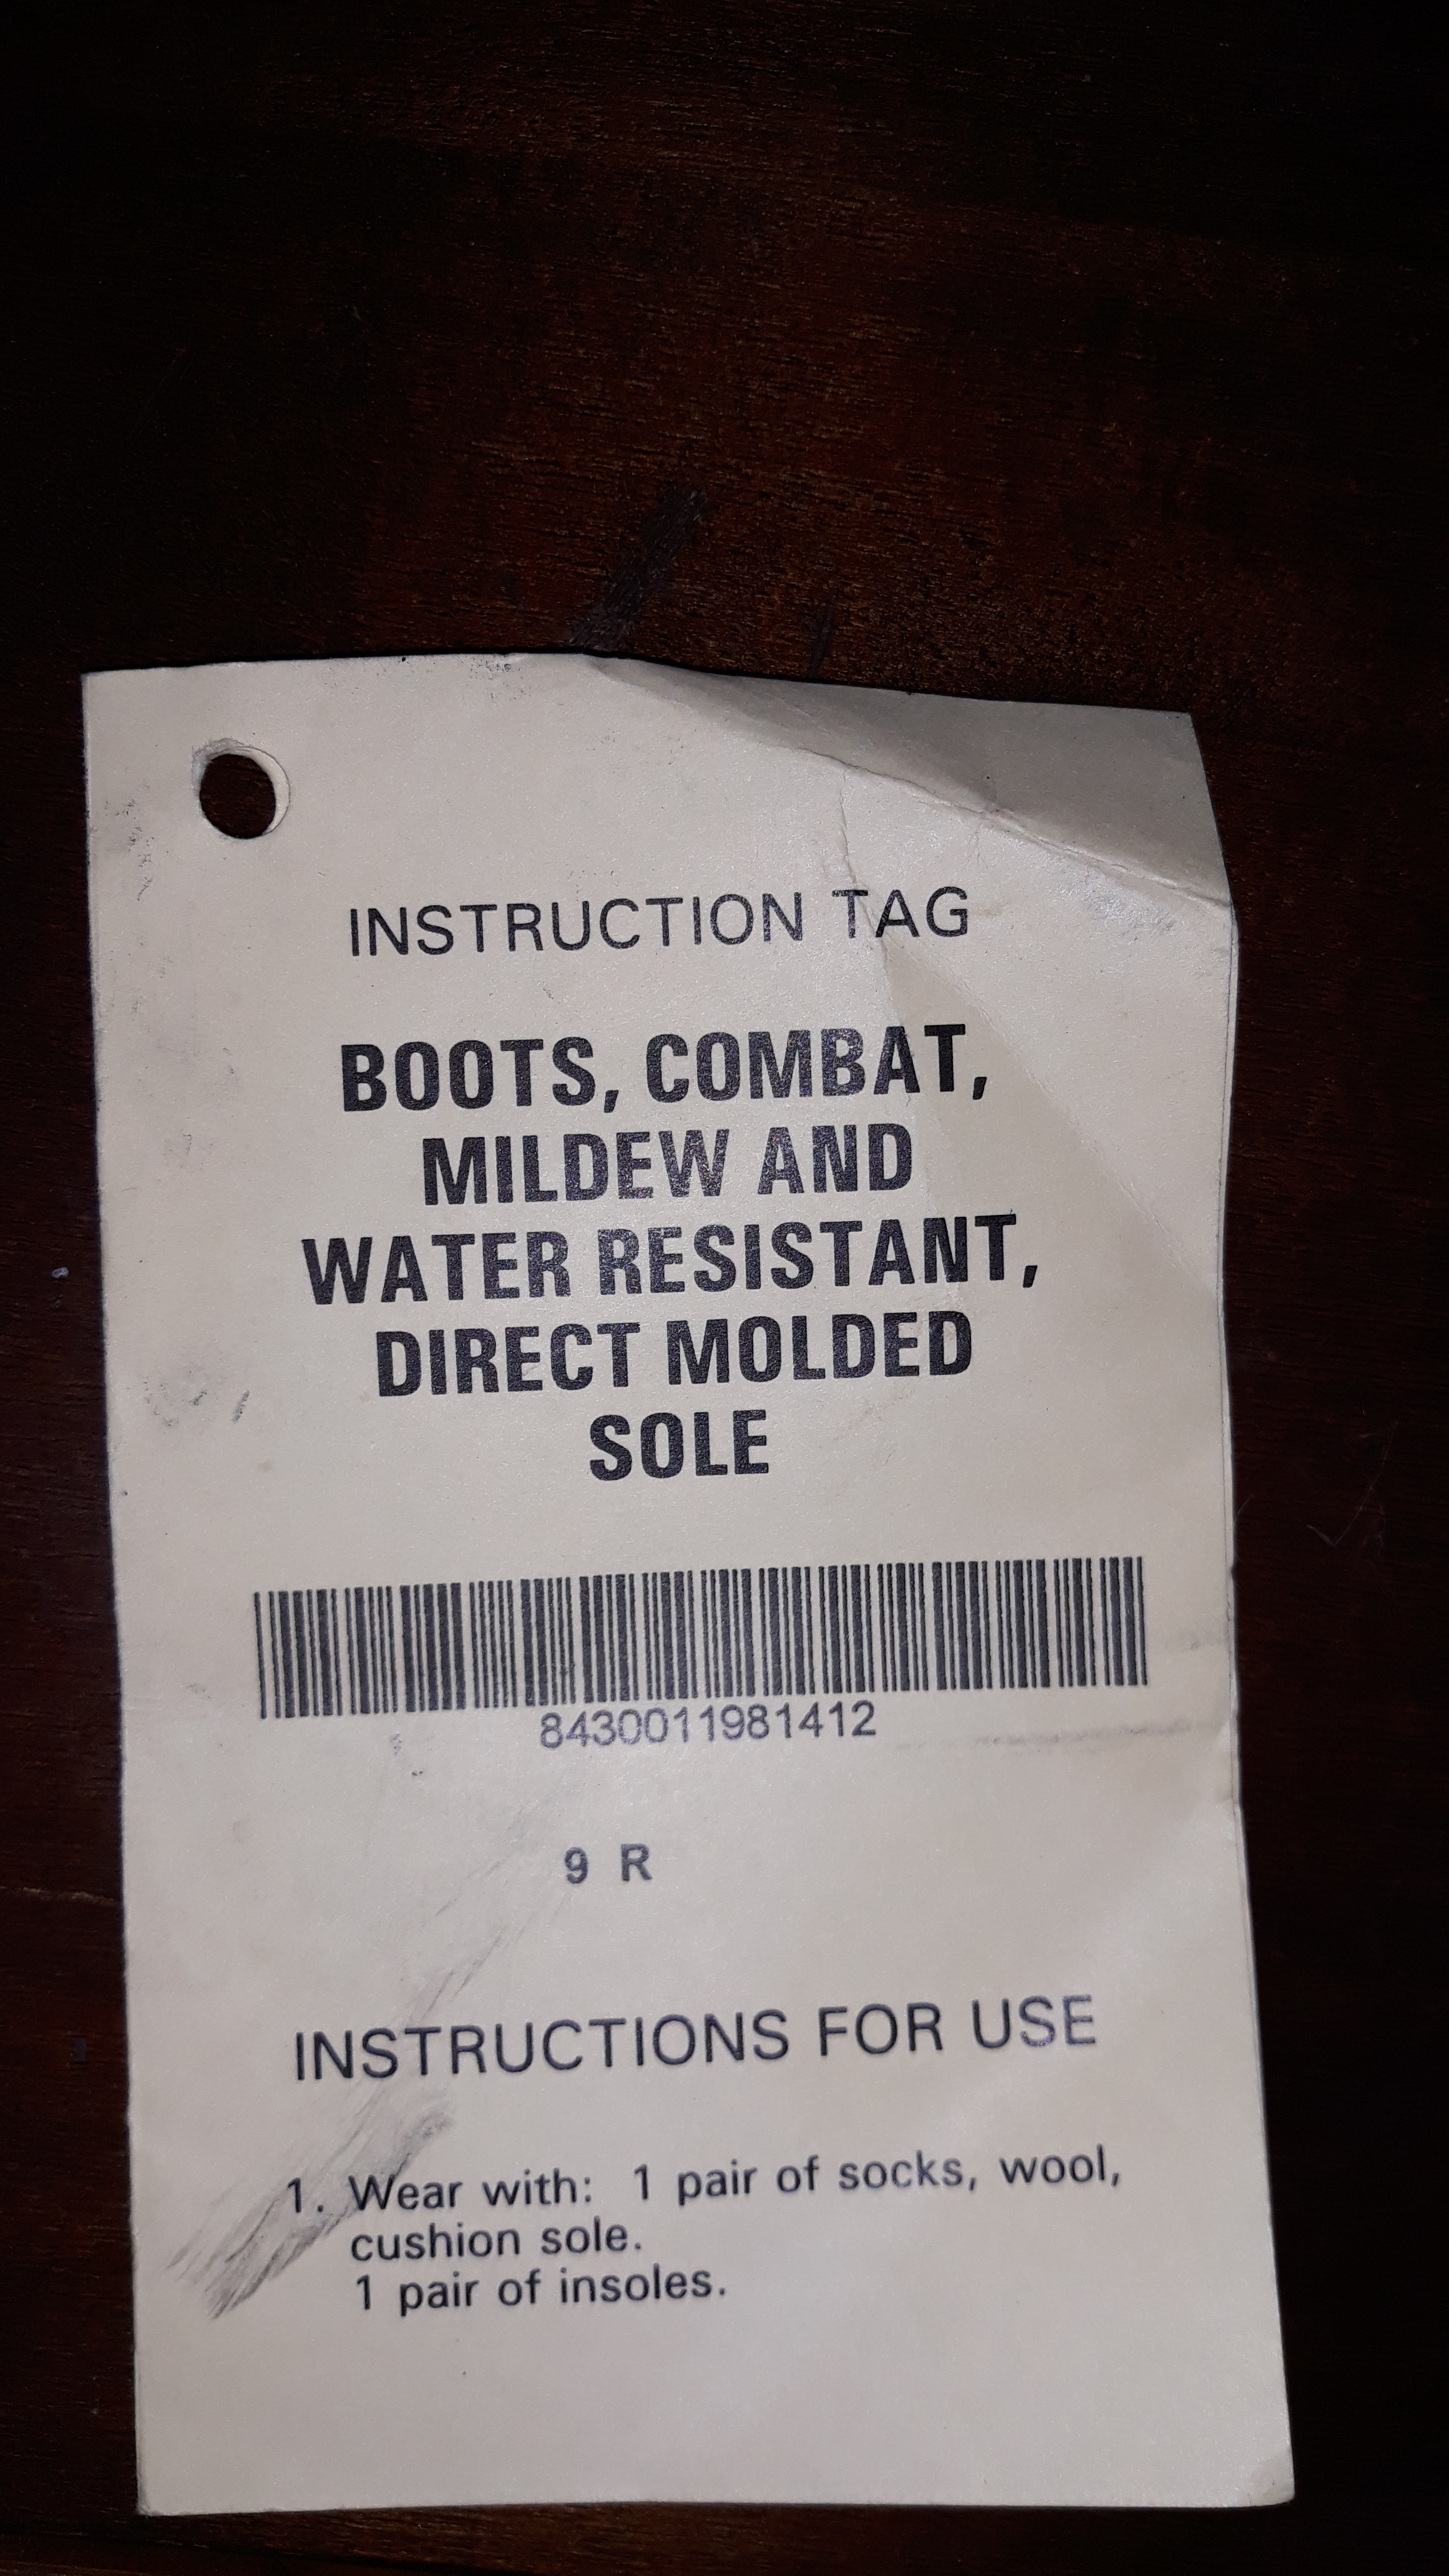 INSTRUCTION TAG
BOOTS, COMBAT,
MILDEW AND
WATER RESISTANT,
DIRECT MOLDED
SOLE
8430011981412
9 R
INSTRUCTIONS FOR USE
1. Wear with: 1 pair of socks, wool,
cushion sole.
1 pair of insoles.